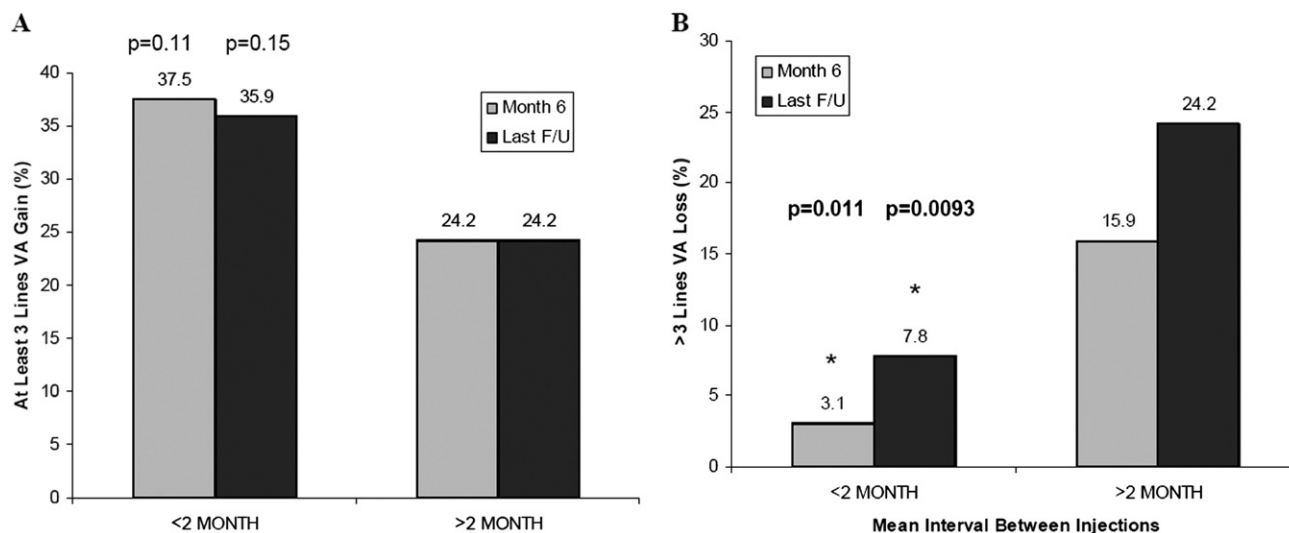 A
p=0.11 p=0.15
At Least 3 Lines VA Gain (%)
40
35
30
25
20
15
10
5
0
37.5
35.9
24.2
24.2
Month 6
Last F/U
<2 MONTH
>2 MONTH
B
>3 Lines VA Loss (%)
30
25
20
15
10
5
0
Month 6
Last F/U
p=0.011 p=0.0093
*
*
3.1
7.8
15.9
24.2
<2 MONTH
>2 MONTH
Mean Interval Between Injections